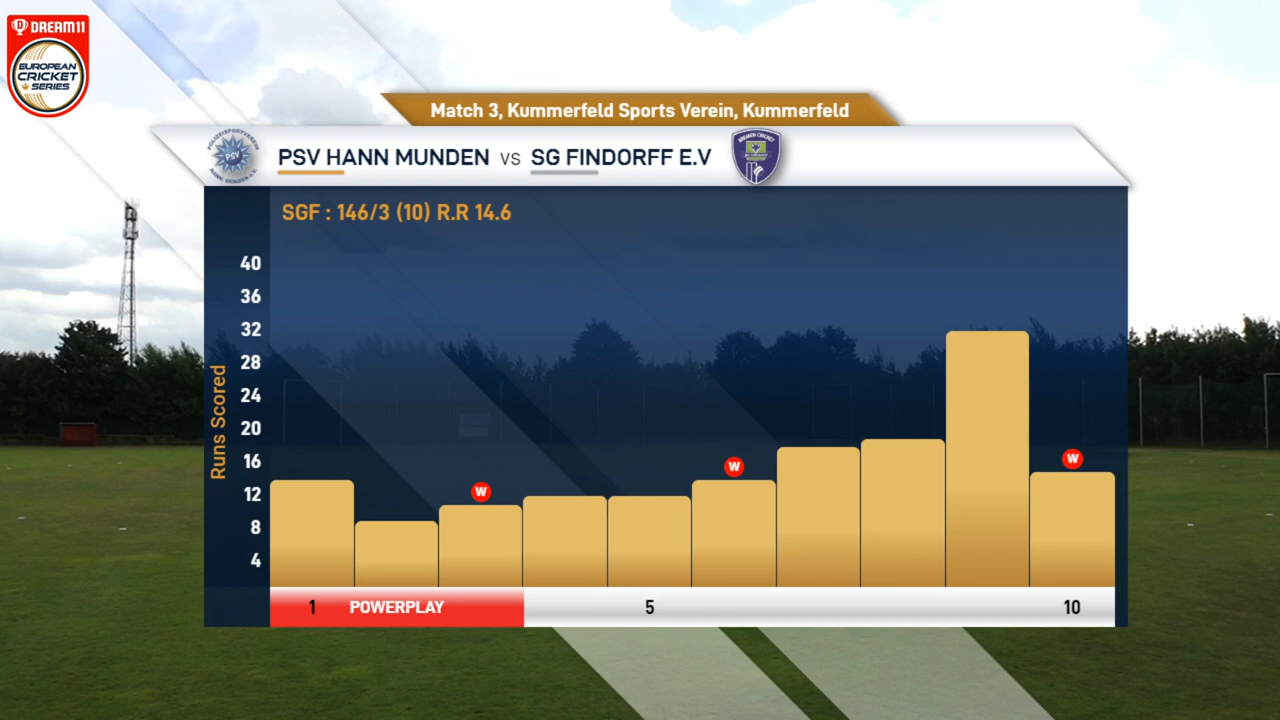 DREAM11
EUROPEAN
CRICKET
SERIES
Match 3, Kummerfeld Sports Verein, Kummerfeld
PSV
PSV HANN MUNDEN VS SG FINDORFF E.V
SGF : 146/3 (10) R.R 14.6
Runs Scored
40
36
32
28
24
20
16
12
8
4
W
W
W
1 POWERPLAY 5 10